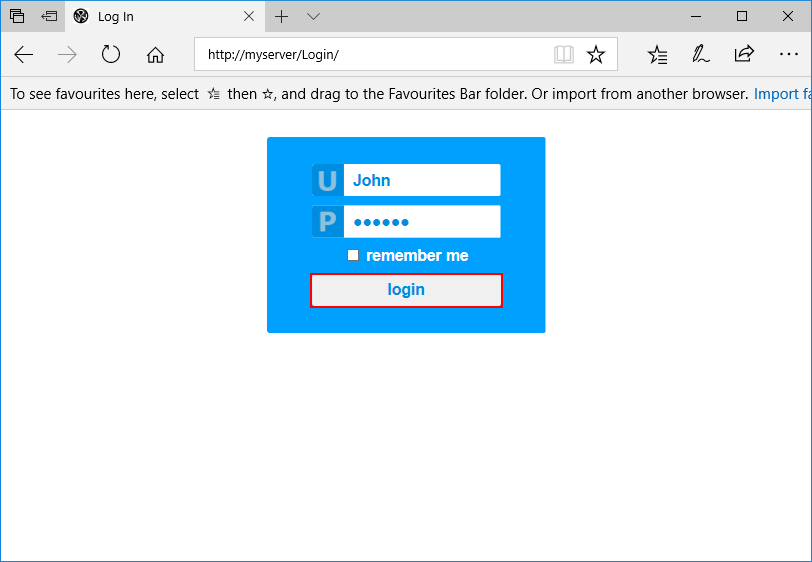 Log In
http://myserver/Login/
To see favourites here, select then , and drag to the Favourites Bar folder. Or import from another browser. Import fa
U John
P ••••••
remember me
login